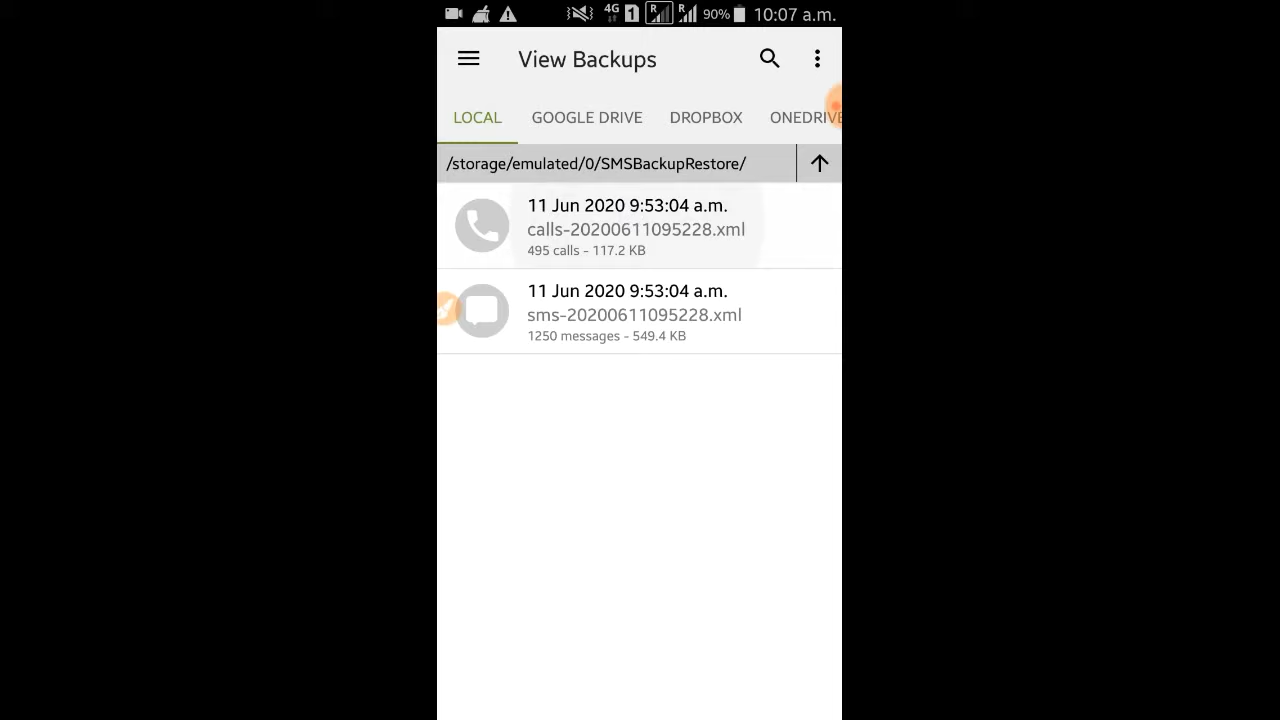 4G 1 R R 90% 10:07 a.m.
View Backups
LOCAL GOOGLE DRIVE DROPBOX ONEDRIVE
/storage/emulated/0/SMSBackupRestore/
11 Jun 2020 9:53:04 a.m.
calls-20200611095228.xml
495 calls - 117.2 KB
11 Jun 2020 9:53:04 a.m.
sms-20200611095228.xml
1250 messages - 549.4 KB